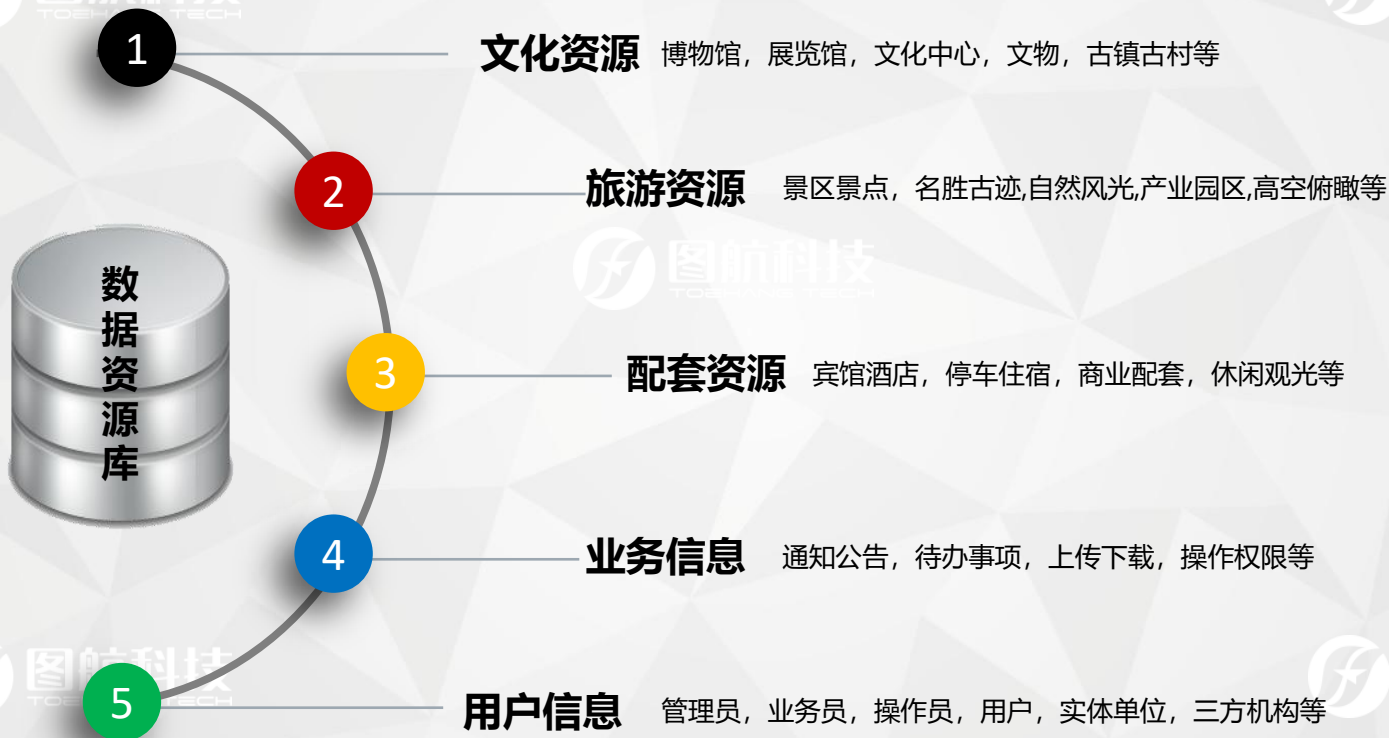 1
文化资源 博物馆，展览馆，文化中心，文物，古镇古村等
2
旅游资源 景区景点，名胜古迹,自然风光,产业园区,高空俯瞰等
图航科技
TOEHANG TECH
数据资源库
3
配套资源 宾馆酒店，停车住宿，商业配套，休闲观光等
4
业务信息 通知公告，待办事项，上传下载，操作权限等
图航科技
5
用户信息 管理员，业务员，操作员，用户，实体单位，三方机构等